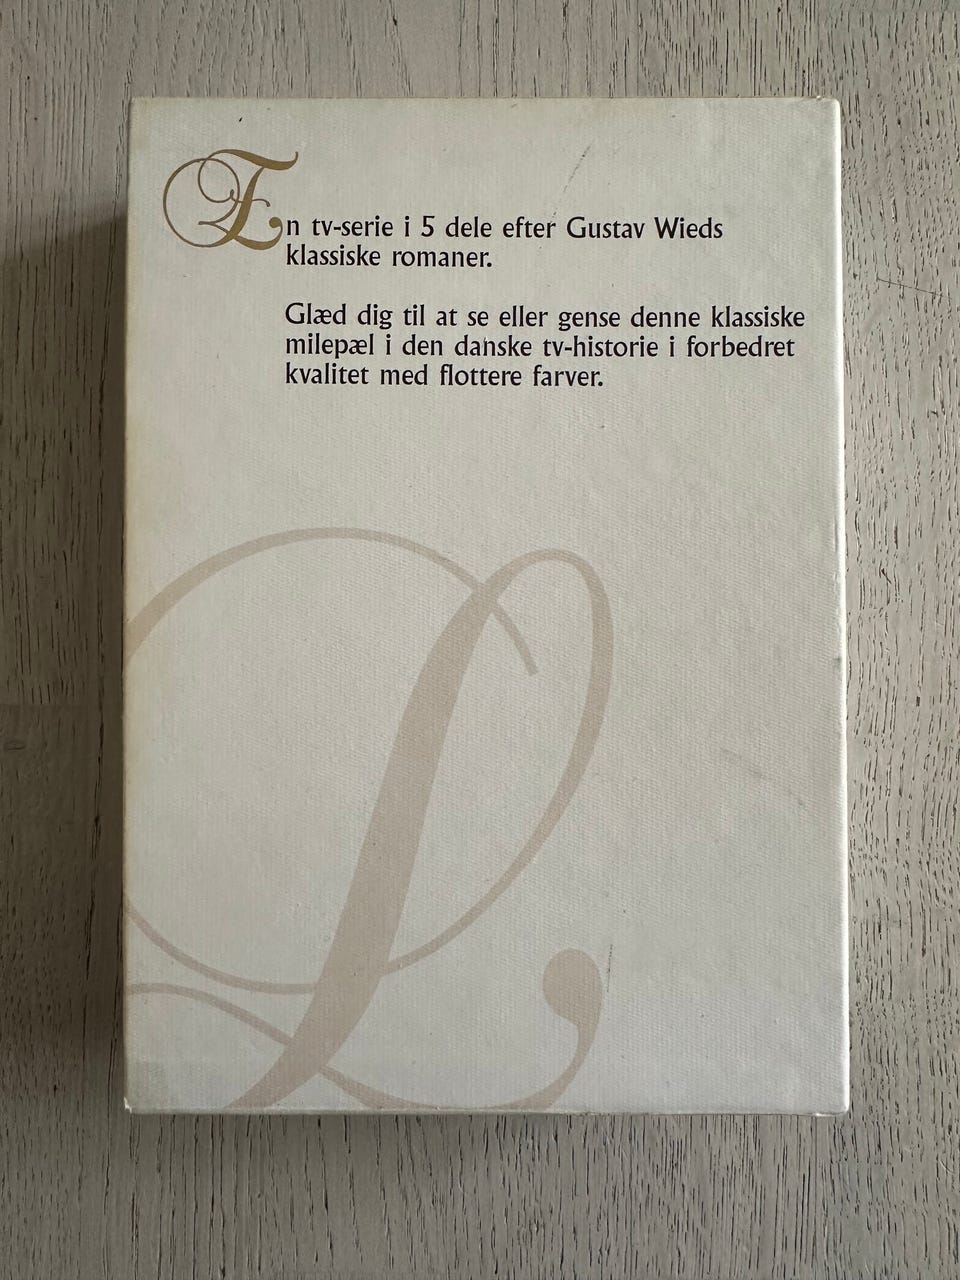 En tv-serie i 5 dele efter Gustav Wieds
klassiske romaner.
Glæd dig til at se eller gense denne klassiske
milepæl i den danske tv-historie i forbedret
kvalitet med flottere farver.
L